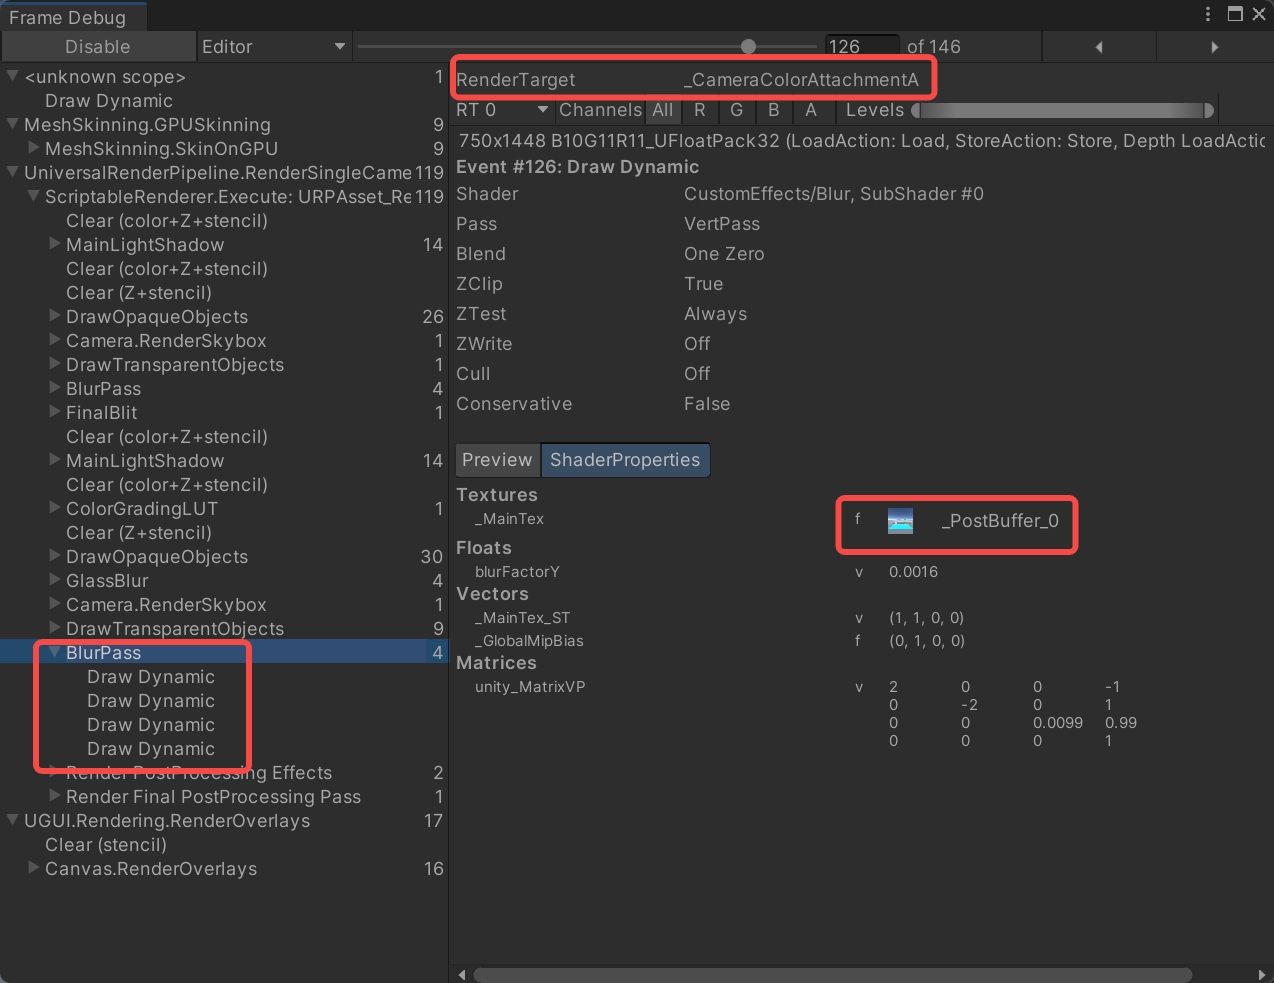 Frame Debug
Disable
Editor
126
of 146
<unknown scope> 1
Draw Dynamic
MeshSkinning.GPUSkinning 9
MeshSkinning.SkinOnGPU 9
UniversalRenderPipeline.RenderSingleCame 119
ScriptableRenderer.Execute: URPAsset_Re 119
Clear (color+Z+stencil)
MainLightShadow 14
Clear (color+Z+stencil)
Clear (Z+stencil)
DrawOpaqueObjects 26
Camera.RenderSkybox 1
DrawTransparentObjects 1
BlurPass 4
FinalBlit 1
Clear (color+Z+stencil)
MainLightShadow 14
Clear (color+Z+stencil)
ColorGradingLUT 1
Clear (Z+stencil)
DrawOpaqueObjects 30
GlassBlur 4
Camera.RenderSkybox 1
DrawTransparentObjects 9
BlurPass 4
Draw Dynamic
Draw Dynamic
Draw Dynamic
Draw Dynamic
Render PostProcessing Effects 2
Render Final PostProcessing Pass 1
UGUI.Rendering.RenderOverlays 17
Clear (stencil)
Canvas.RenderOverlays 16
RenderTarget _CameraColorAttachmentA
RT 0 Channels All R G B A Levels
750x1448 B10G11R11_UFloatPack32 (LoadAction: Load, StoreAction: Store, Depth LoadActic
Event #126: Draw Dynamic
Shader CustomEffects/Blur, SubShader #0
Pass VertPass
Blend One Zero
ZClip True
ZTest Always
ZWrite Off
Cull Off
Conservative False
Preview ShaderProperties
Textures
_MainTex f _PostBuffer_0
Floats
blurFactorY v 0.0016
Vectors
_MainTex_ST v (1, 1, 0, 0)
_GlobalMipBias f (0, 1, 0, 0)
Matrices
unity_MatrixVP v 2 0 0 -1
0 -2 0 1
0 0 0.0099 0.99
0 0 0 1